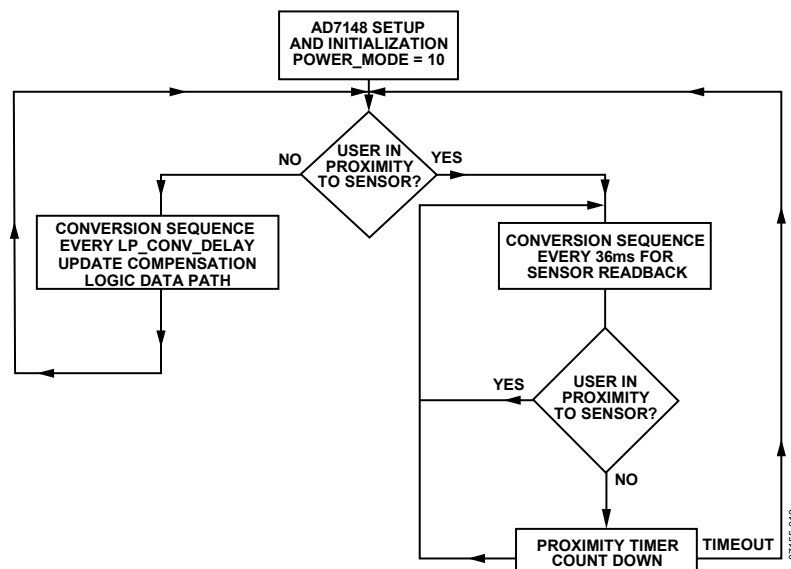 AD7148 SETUP
AND INITIALIZATION
POWER_MODE = 10
USER IN
PROXIMITY
TO SENSOR?
NO
YES
CONVERSION SEQUENCE
EVERY LP_CONV_DELAY
UPDATE COMPENSATION
LOGIC DATA PATH
CONVERSION SEQUENCE
EVERY 36ms FOR
SENSOR READBACK
YES
USER IN
PROXIMITY
TO SENSOR?
NO
PROXIMITY TIMER
COUNT DOWN
TIMEOUT